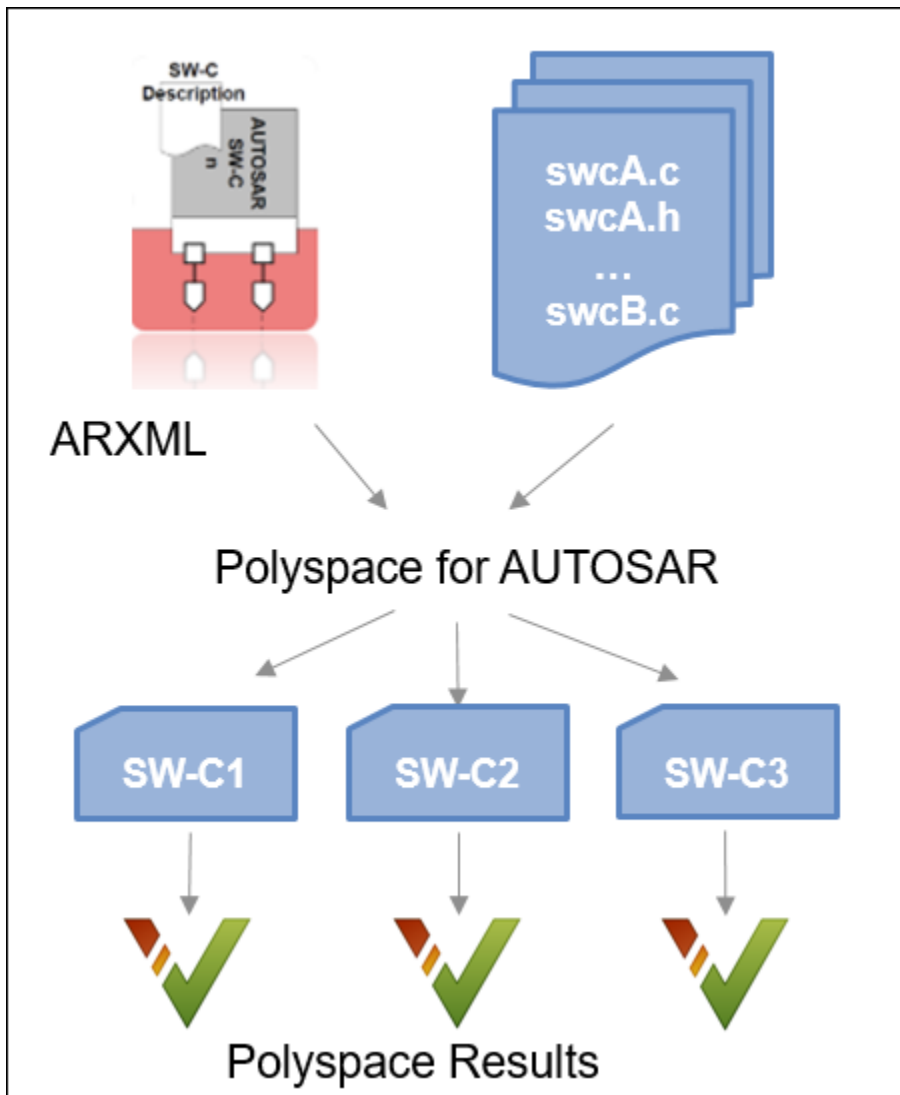 SW-C
Description
AUTOSAR
SW-C
n
swcA.c
swcA.h
...
swcB.c
ARXML
Polyspace for AUTOSAR
SW-C1
SW-C2
SW-C3
Polyspace Results